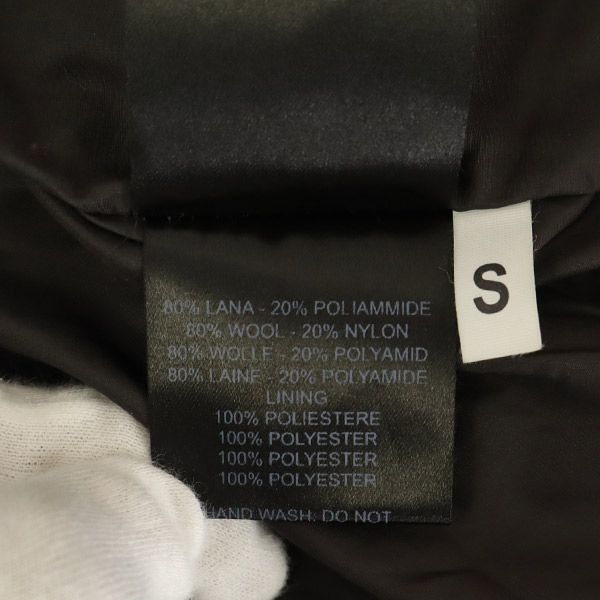 80% LANA - 20% POLIAMMIDE
80% WOOL - 20% NYLON
80% WOLLE - 20% POLYAMID
80% LAINE - 20% POLYAMIDE
LINING
100% POLIESTERE
100% POLYESTER
100% POLYESTER
100% POLYESTER
HAND WASH: DO NOT
S